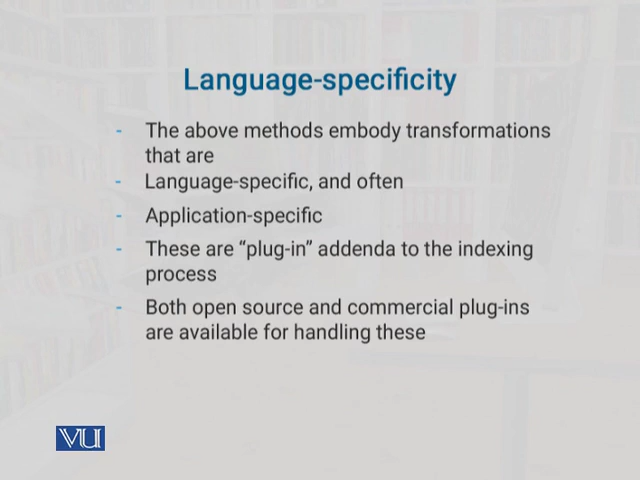 Language-specificity
- The above methods embody transformations
that are
- Language-specific, and often
- Application-specific
- These are “plug-in” addenda to the indexing
process
- Both open source and commercial plug-ins
are available for handling these
VU